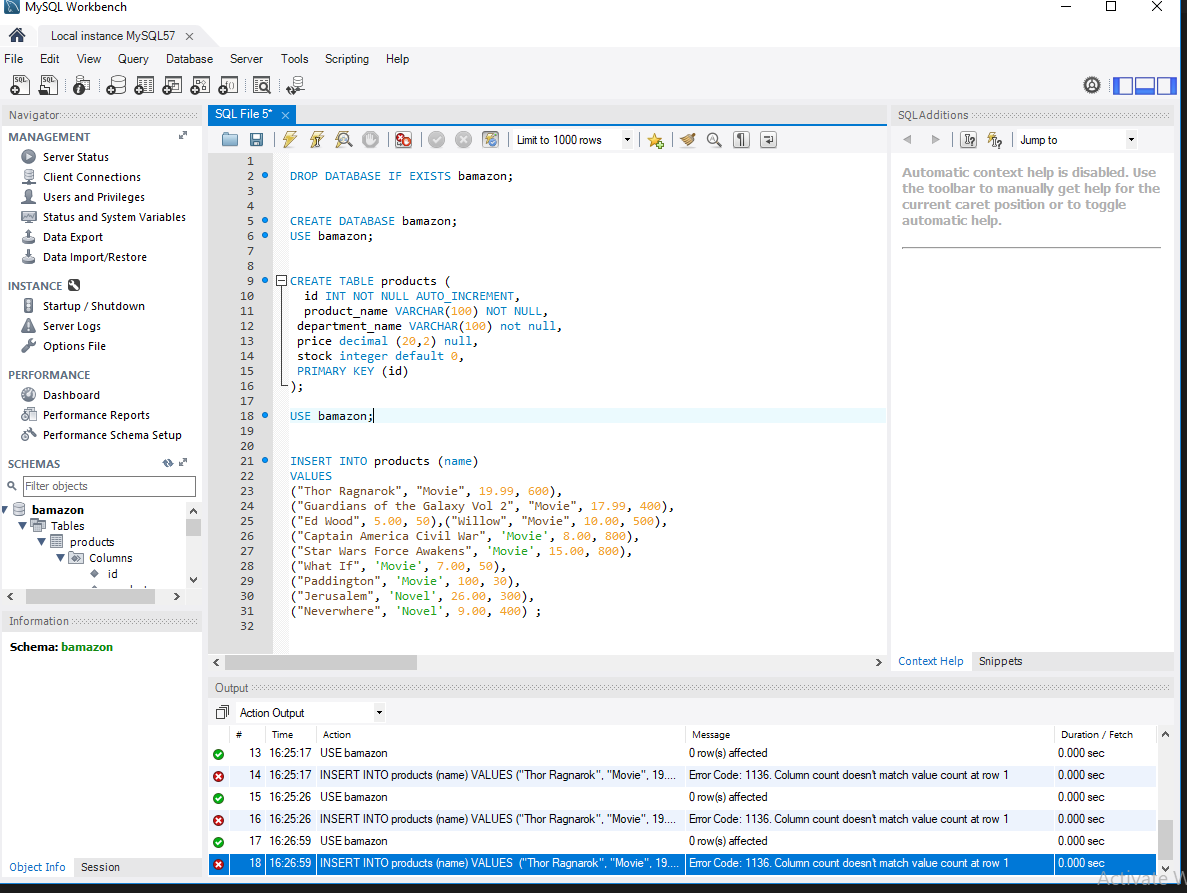 MySQL Workbench
Local instance MySQL57
File Edit View Query Database Server Tools Scripting Help
Navigator
MANAGEMENT
Server Status
Client Connections
Users and Privileges
Status and System Variables
Data Export
Data Import/Restore
INSTANCE
Startup / Shutdown
Server Logs
Options File
PERFORMANCE
Dashboard
Performance Reports
Performance Schema Setup
SCHEMAS
Filter objects
bamazon
Tables
products
Columns
id
Information
Schema: bamazon
Object Info Session
SQL File 5*
Limit to 1000 rows
1
2 DROP DATABASE IF EXISTS bamazon;
3
4
5 CREATE DATABASE bamazon;
6 USE bamazon;
7
8
9 CREATE TABLE products (
10 id INT NOT NULL AUTO_INCREMENT,
11 product_name VARCHAR(100) NOT NULL,
12 department_name VARCHAR(100) not null,
13 price decimal (20,2) null,
14 stock integer default 0,
15 PRIMARY KEY (id)
16 );
17
18 USE bamazon;
19
20
21 INSERT INTO products (name)
22 VALUES
23 ("Thor Ragnarok", "Movie", 19.99, 600),
24 ("Guardians of the Galaxy Vol 2", "Movie", 17.99, 400),
25 ("Ed Wood", 5.00, 50),("Willow", "Movie", 10.00, 500),
26 ("Captain America Civil War", 'Movie', 8.00, 800),
27 ("Star Wars Force Awakens", 'Movie', 15.00, 800),
28 ("What If", 'Movie', 7.00, 50),
29 ("Paddington", 'Movie', 100, 30),
30 ("Jerusalem", 'Novel', 26.00, 300),
31 ("Neverwhere", 'Novel', 9.00, 400) ;
32
SQLAdditions
Jump to
Automatic context help is disabled. Use
the toolbar to manually get help for the
current caret position or to toggle
automatic help.
Context Help Snippets
Output
Action Output
# Time Action Message Duration / Fetch
13 16:25:17 USE bamazon 0 row(s) affected 0.000 sec
14 16:25:17 INSERT INTO products (name) VALUES ("Thor Ragnarok", "Movie", 19.... Error Code: 1136. Column count doesn't match value count at row 1 0.000 sec
15 16:25:26 USE bamazon 0 row(s) affected 0.000 sec
16 16:25:26 INSERT INTO products (name) VALUES ("Thor Ragnarok", "Movie", 19.... Error Code: 1136. Column count doesn't match value count at row 1 0.000 sec
17 16:26:59 USE bamazon 0 row(s) affected 0.000 sec
18 16:26:59 INSERT INTO products (name) VALUES ("Thor Ragnarok", "Movie", 19.... Error Code: 1136. Column count doesn't match value count at row 1 0.000 sec
Activate W